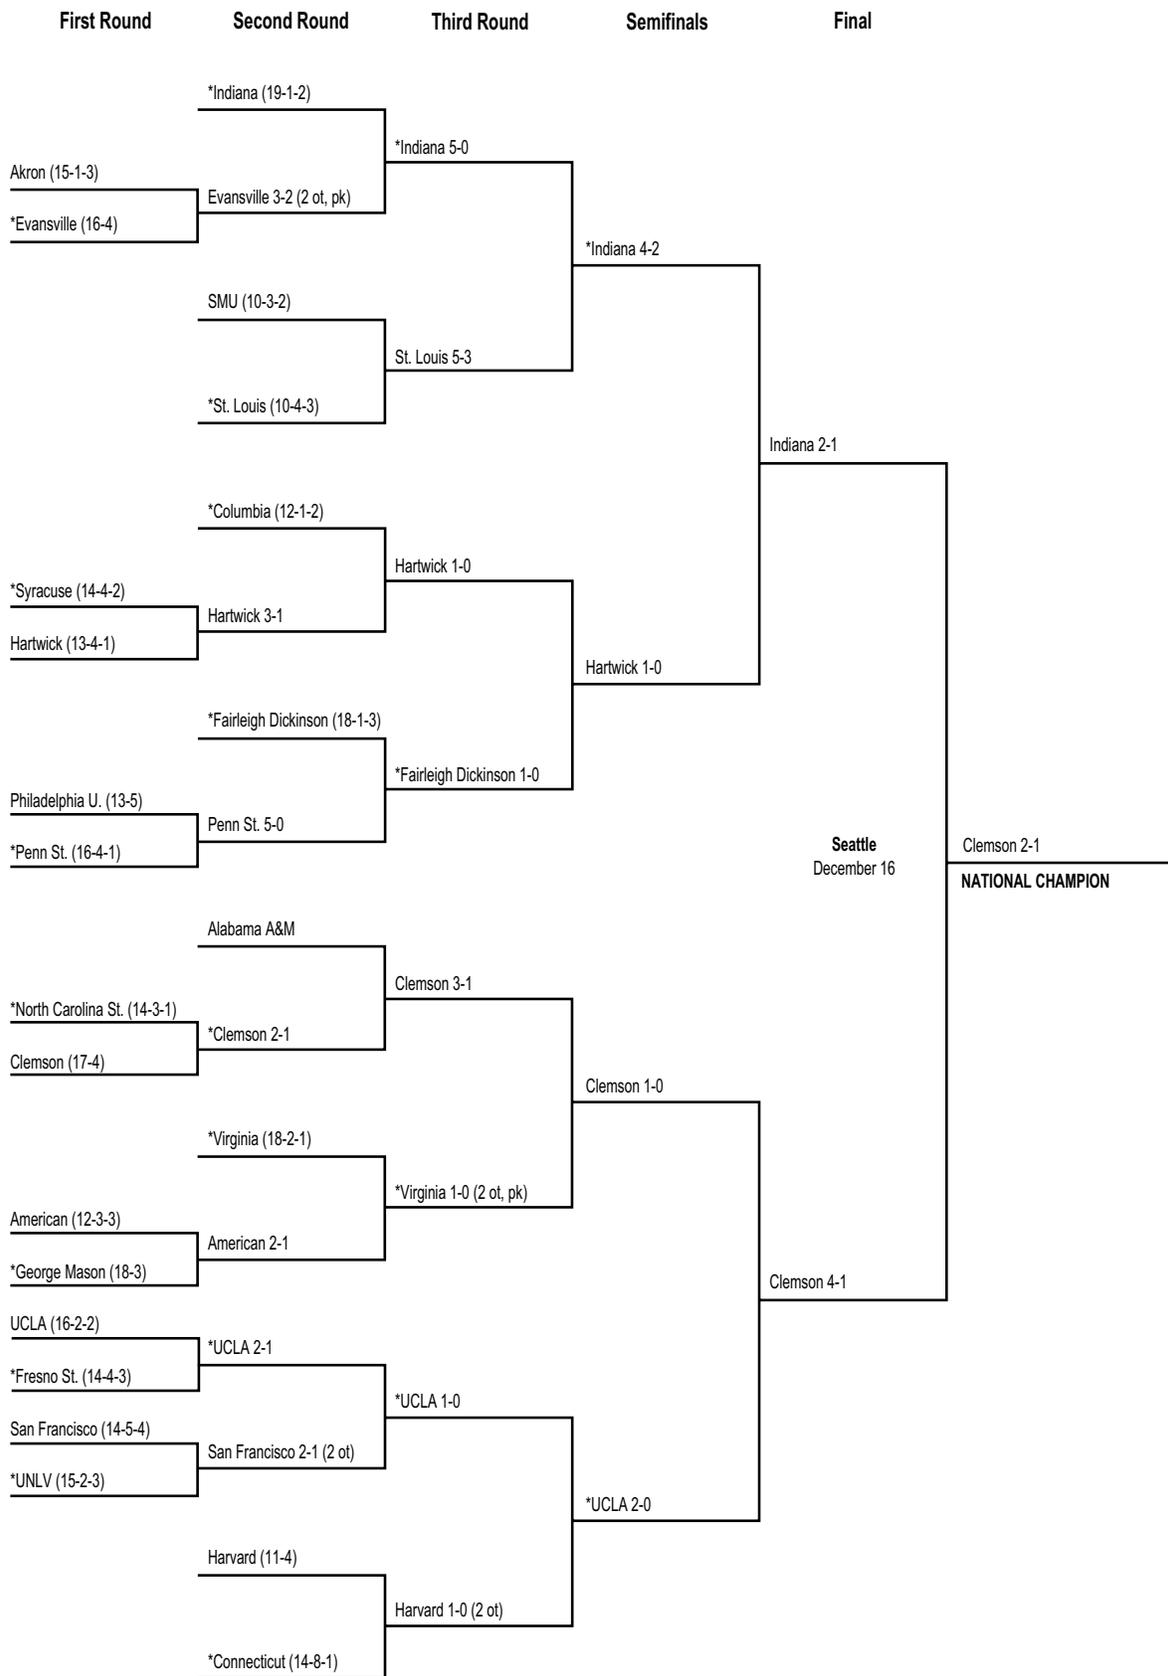 First Round
Second Round
Third Round
Semifinals
Final
*Indiana (19-1-2)
*Indiana 5-0
Akron (15-1-3)
Evansville 3-2 (2 ot, pk)
*Evansville (16-4)
*Indiana 4-2
SMU (10-3-2)
St. Louis 5-3
*St. Louis (10-4-3)
Indiana 2-1
*Columbia (12-1-2)
Hartwick 1-0
*Syracuse (14-4-2)
Hartwick 3-1
Hartwick (13-4-1)
Hartwick 1-0
*Fairleigh Dickinson (18-1-3)
*Fairleigh Dickinson 1-0
Philadelphia U. (13-5)
Penn St. 5-0
*Penn St. (16-4-1)
Seattle
December 16
Clemson 2-1
NATIONAL CHAMPION
Alabama A&M
Clemson 3-1
*North Carolina St. (14-3-1)
*Clemson 2-1
Clemson (17-4)
Clemson 1-0
*Virginia (18-2-1)
*Virginia 1-0 (2 ot, pk)
American (12-3-3)
American 2-1
*George Mason (18-3)
Clemson 4-1
UCLA (16-2-2)
*UCLA 2-1
*Fresno St. (14-4-3)
*UCLA 1-0
San Francisco (14-5-4)
San Francisco 2-1 (2 ot)
*UNLV (15-2-3)
*UCLA 2-0
Harvard (11-4)
Harvard 1-0 (2 ot)
*Connecticut (14-8-1)